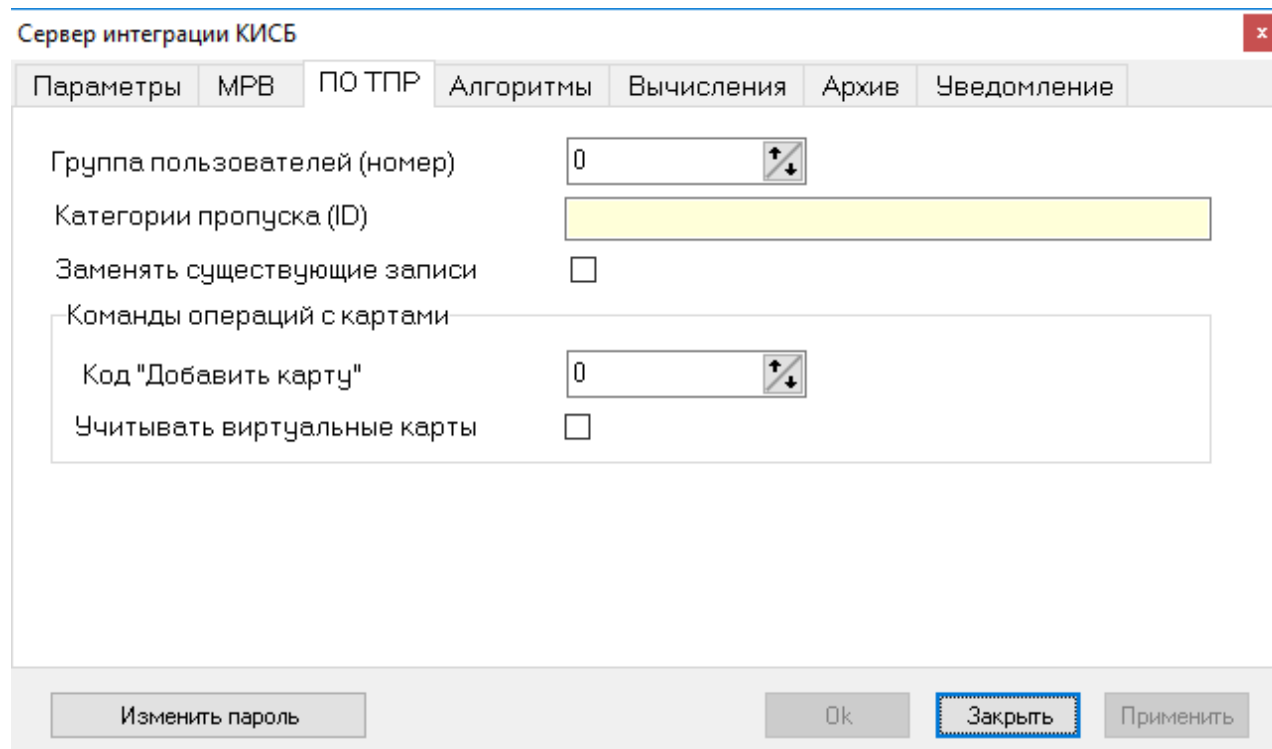 Сервер интеграции КИСБ x
Параметры МРВ ПО ТПР Алгоритмы Вычисления Архив Уведомление
Группа пользователей (номер) 0
Категории пропуска (ID)
Заменять существующие записи
Команды операций с картами
Код "Добавить карту" 0
Учитывать виртуальные карты
Изменить пароль Ok Закрыть Применить